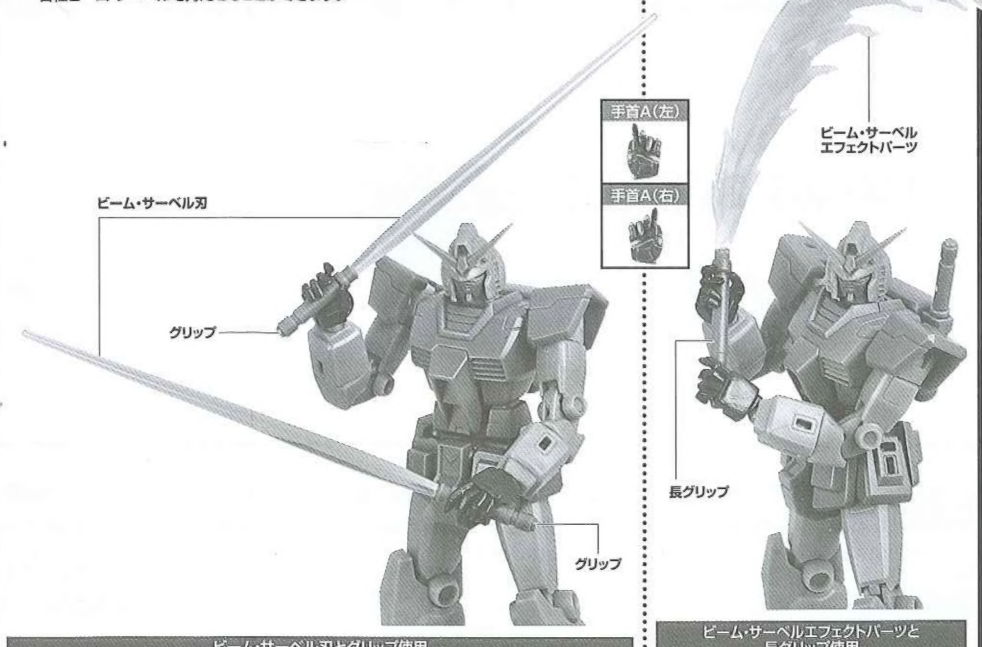 ビーム・サーベル刃
グリップ
グリップ
手首A(左)
手首A(右)
ビーム・サーベル
エフェクトパーツ
長グリップ
ビーム・サーベル刃とグリップ使用
ビーム・サーベルエフェクトパーツと
長グリップ使用